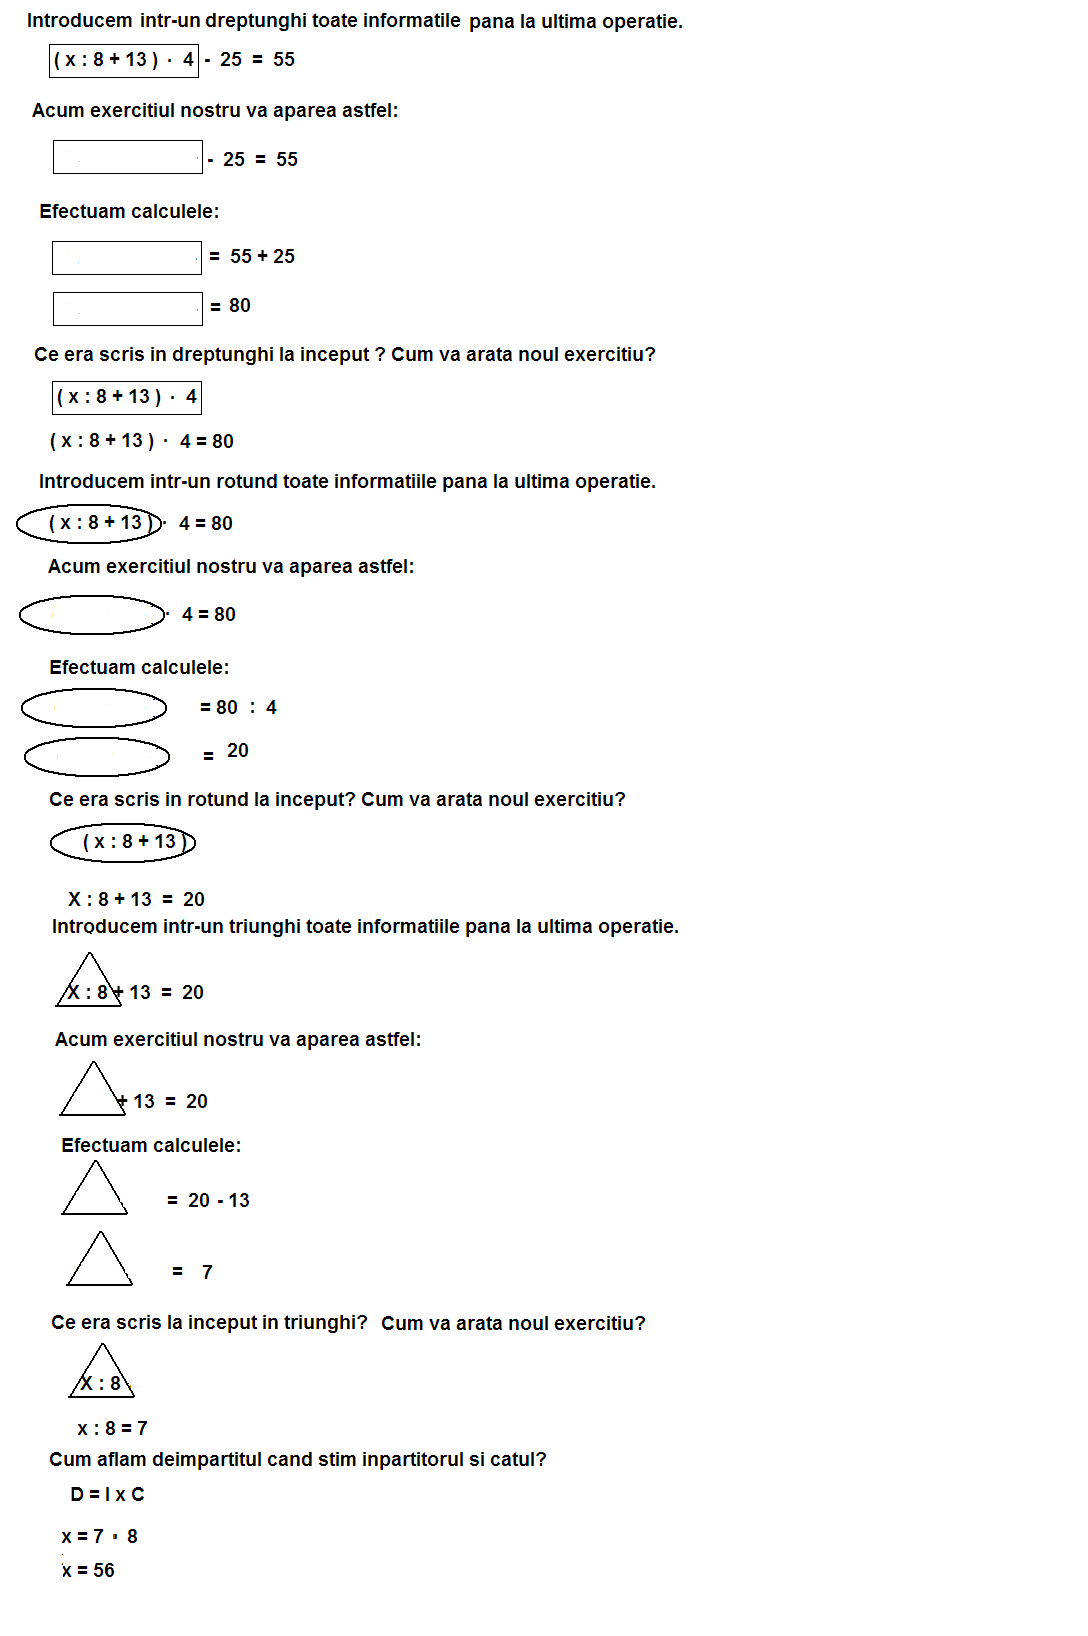 Introducem intr-un dreptunghi toate informatile pana la ultima operatie.
( x : 8 + 13 ) · 4 - 25 = 55
Acum exercitiul nostru va aparea astfel:
- 25 = 55
Efectuam calculele:
= 55 + 25
= 80
Ce era scris in dreptunghi la inceput ? Cum va arata noul exercitiu?
( x : 8 + 13 ) · 4
( x : 8 + 13 ) · 4 = 80
Introducem intr-un rotund toate informatiile pana la ultima operatie.
( x : 8 + 13 ) · 4 = 80
Acum exercitiul nostru va aparea astfel:
· 4 = 80
Efectuam calculele:
= 80 : 4
= 20
Ce era scris in rotund la inceput? Cum va arata noul exercitiu?
( x : 8 + 13 )
X : 8 + 13 = 20
Introducem intr-un triunghi toate informatiile pana la ultima operatie.
X : 8 + 13 = 20
Acum exercitiul nostru va aparea astfel:
+ 13 = 20
Efectuam calculele:
= 20 - 13
= 7
Ce era scris la inceput in triunghi? Cum va arata noul exercitiu?
X : 8
x : 8 = 7
Cum aflam deimpartitul cand stim inpartitorul si catul?
D = I x C
x = 7 · 8
x = 56